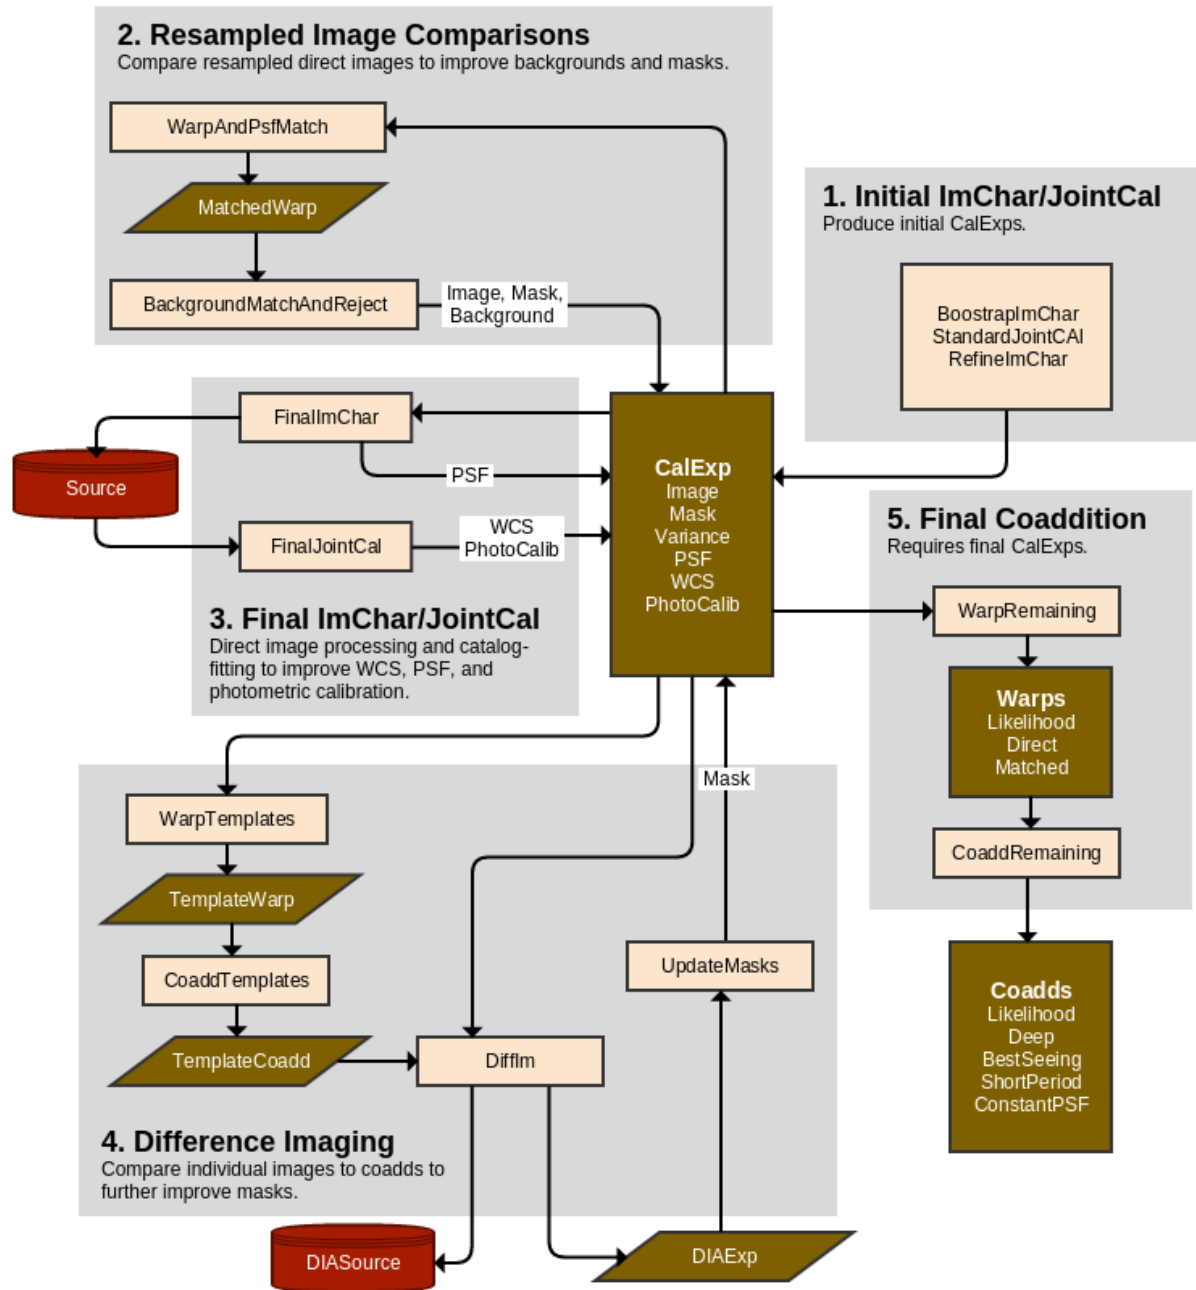 2. Resampled Image Comparisons
Compare resampled direct images to improve backgrounds and masks.
WarpAndPsfMatch
MatchedWarp
BackgroundMatchAndReject
Image, Mask,
Background
1. Initial ImChar/JointCal
Produce initial CalExps.
BoostrapImChar
StandardJointCAl
RefineImChar
FinalImChar
Source
PSF
FinalJointCal
WCS
PhotoCalib
3. Final ImChar/JointCal
Direct image processing and catalog-
fitting to improve WCS, PSF, and
photometric calibration.
CalExp
Image
Mask
Variance
PSF
WCS
PhotoCalib
5. Final Coaddition
Requires final CalExps.
WarpRemaining
Warps
Likelihood
Direct
Matched
CoaddRemaining
Coadds
Likelihood
Deep
BestSeeing
ShortPeriod
ConstantPSF
Mask
WarpTemplates
TemplateWarp
CoaddTemplates
TemplateCoadd
DiffIm
UpdateMasks
4. Difference Imaging
Compare individual images to coadds to
further improve masks.
DIASource
DIAExp